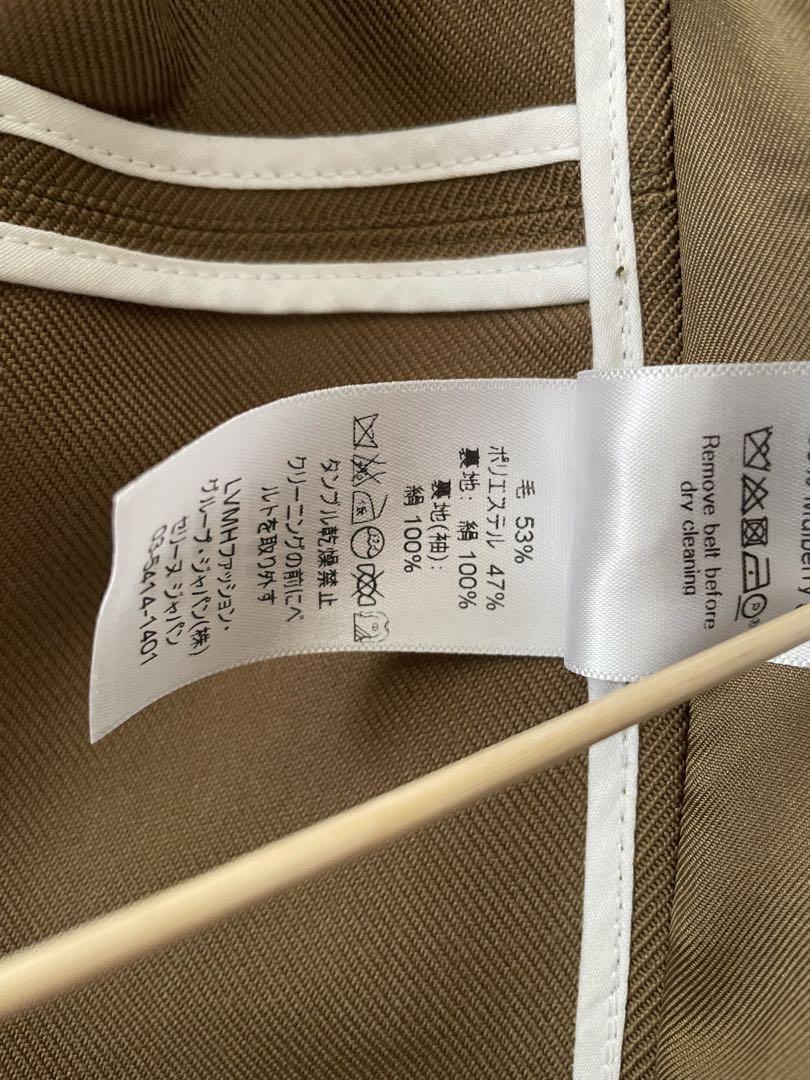 毛 53%
ポリエステル 47%
裏地: 絹 100%
裏地(袖):
絹 100%
タンブル乾燥禁止
クリーニングの前にベ
ルトを取り外す
LVMHファッション・
グループ・ジャパン(株)
セリーヌ ジャパン
03-5414-1401
Mulberry
Remove belt before
dry cleaning